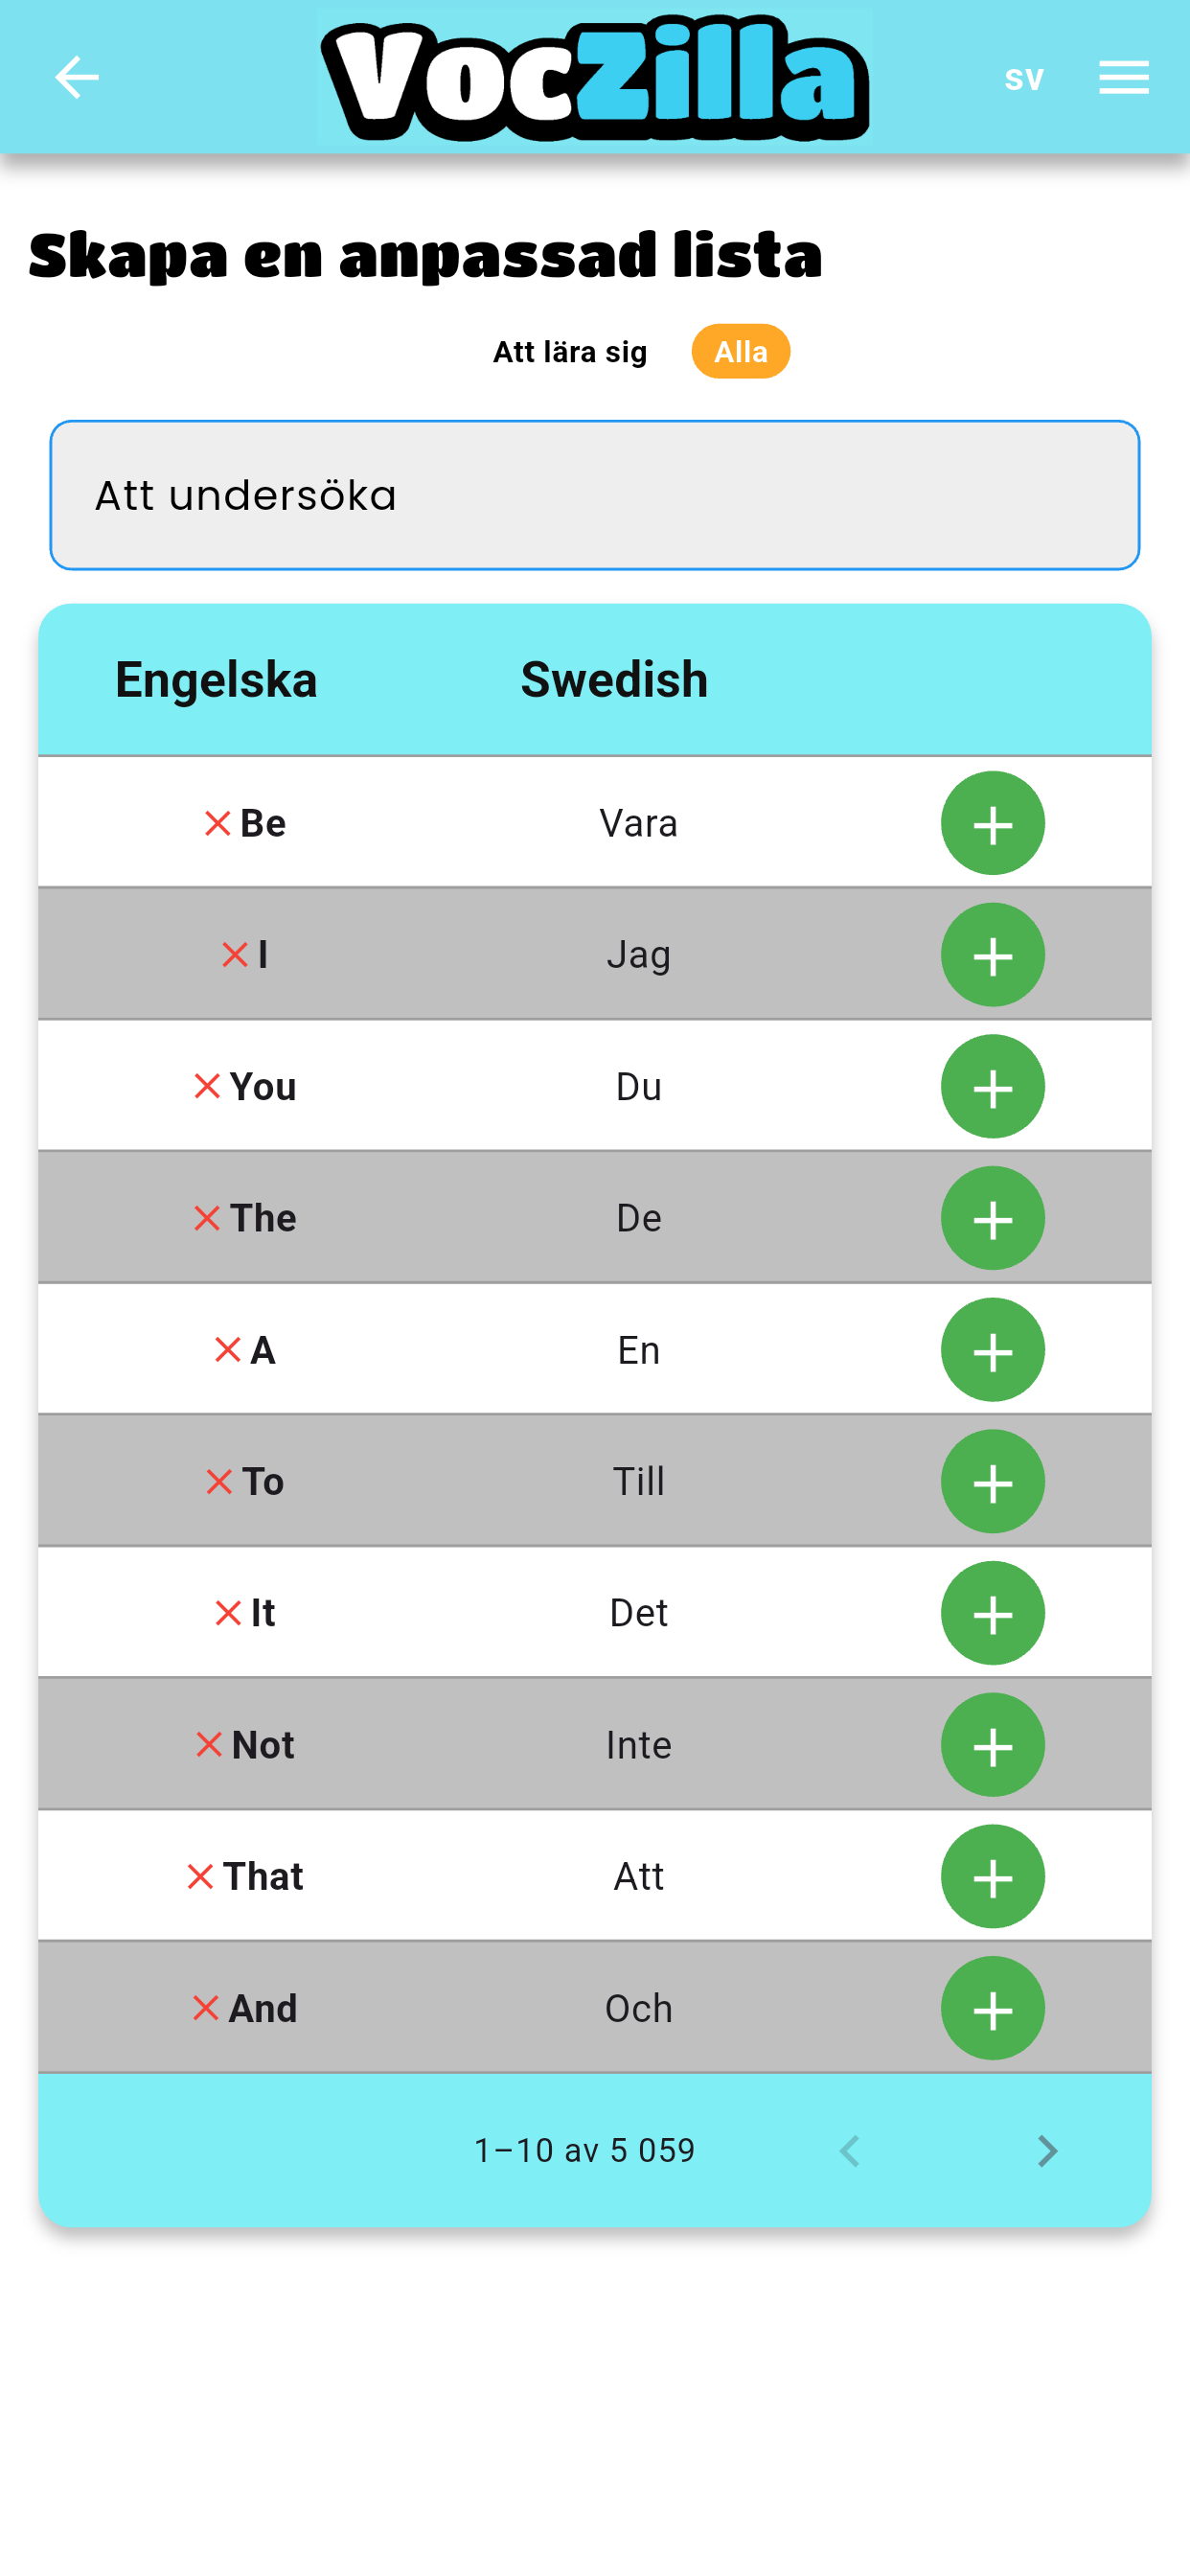 VocZilla
sv
Skapa en anpassad lista
Att lära sig Alla
Att undersöka
Engelska Swedish
Be Vara
I Jag
You Du
The De
A En
To Till
It Det
Not Inte
That Att
And Och
1–10 av 5 059